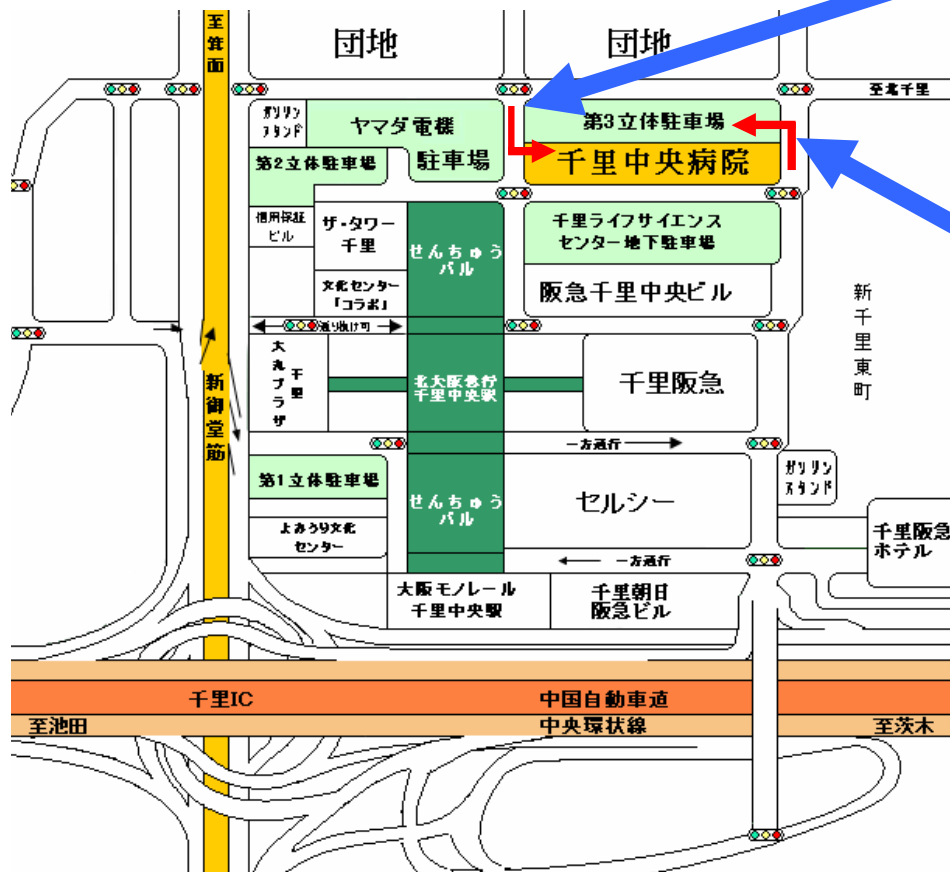 至箕面
団地
団地
至北千里
ガソリン
スタンド
ヤマダ電機
駐車場
第3立体駐車場
千里中央病院
第2立体駐車場
信用保証
ビル
ザ・タワー
千里
せんちゅう
パル
千里ライフサイエンス
センター地下駐車場
文化センター
「コラボ」
阪急千里中央ビル
新千里東町
通り抜け可
大丸プラザ
千里
北大阪急行
千里中央駅
千里阪急
新御堂筋
一方通行
第1立体駐車場
せんちゅう
パル
セルシー
ガソリン
スタンド
よみうり文化
センター
千里阪急
ホテル
一方通行
大阪モノレール
千里中央駅
千里朝日
阪急ビル
千里IC
中国自動車道
至池田
中央環状線
至茨木